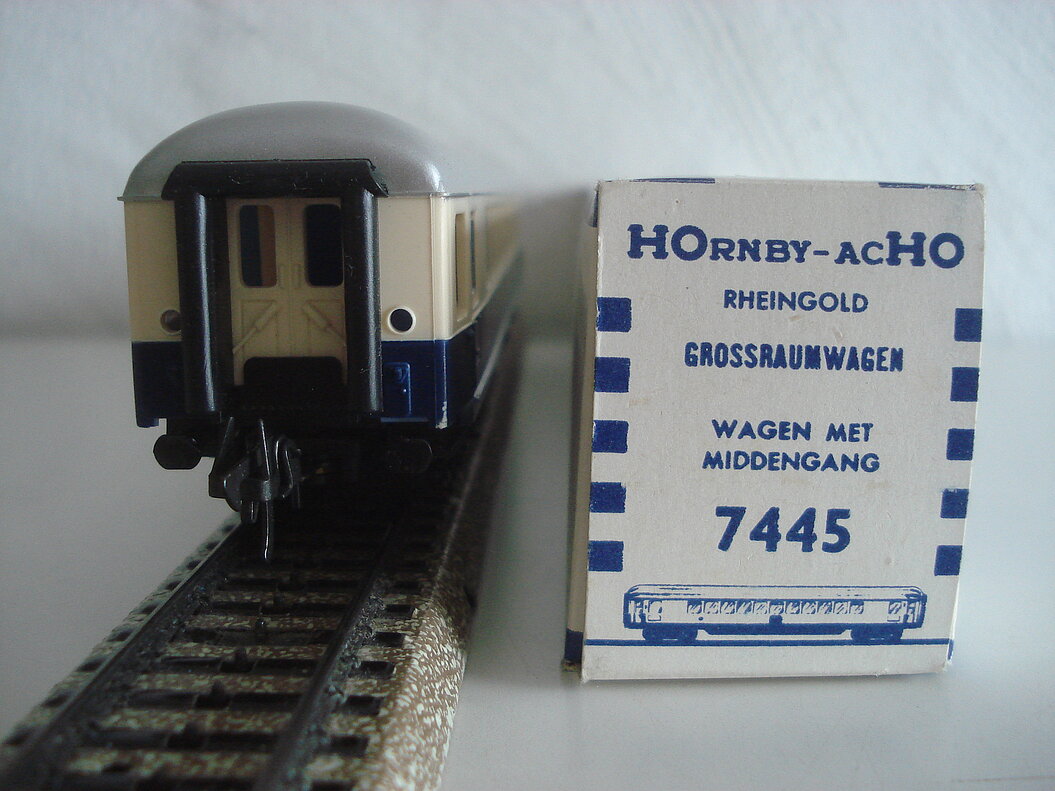 HORNBY-ACHO
RHEINGOLD
GROSSRAUMWAGEN
WAGEN MET
MIDDENGANG
7445